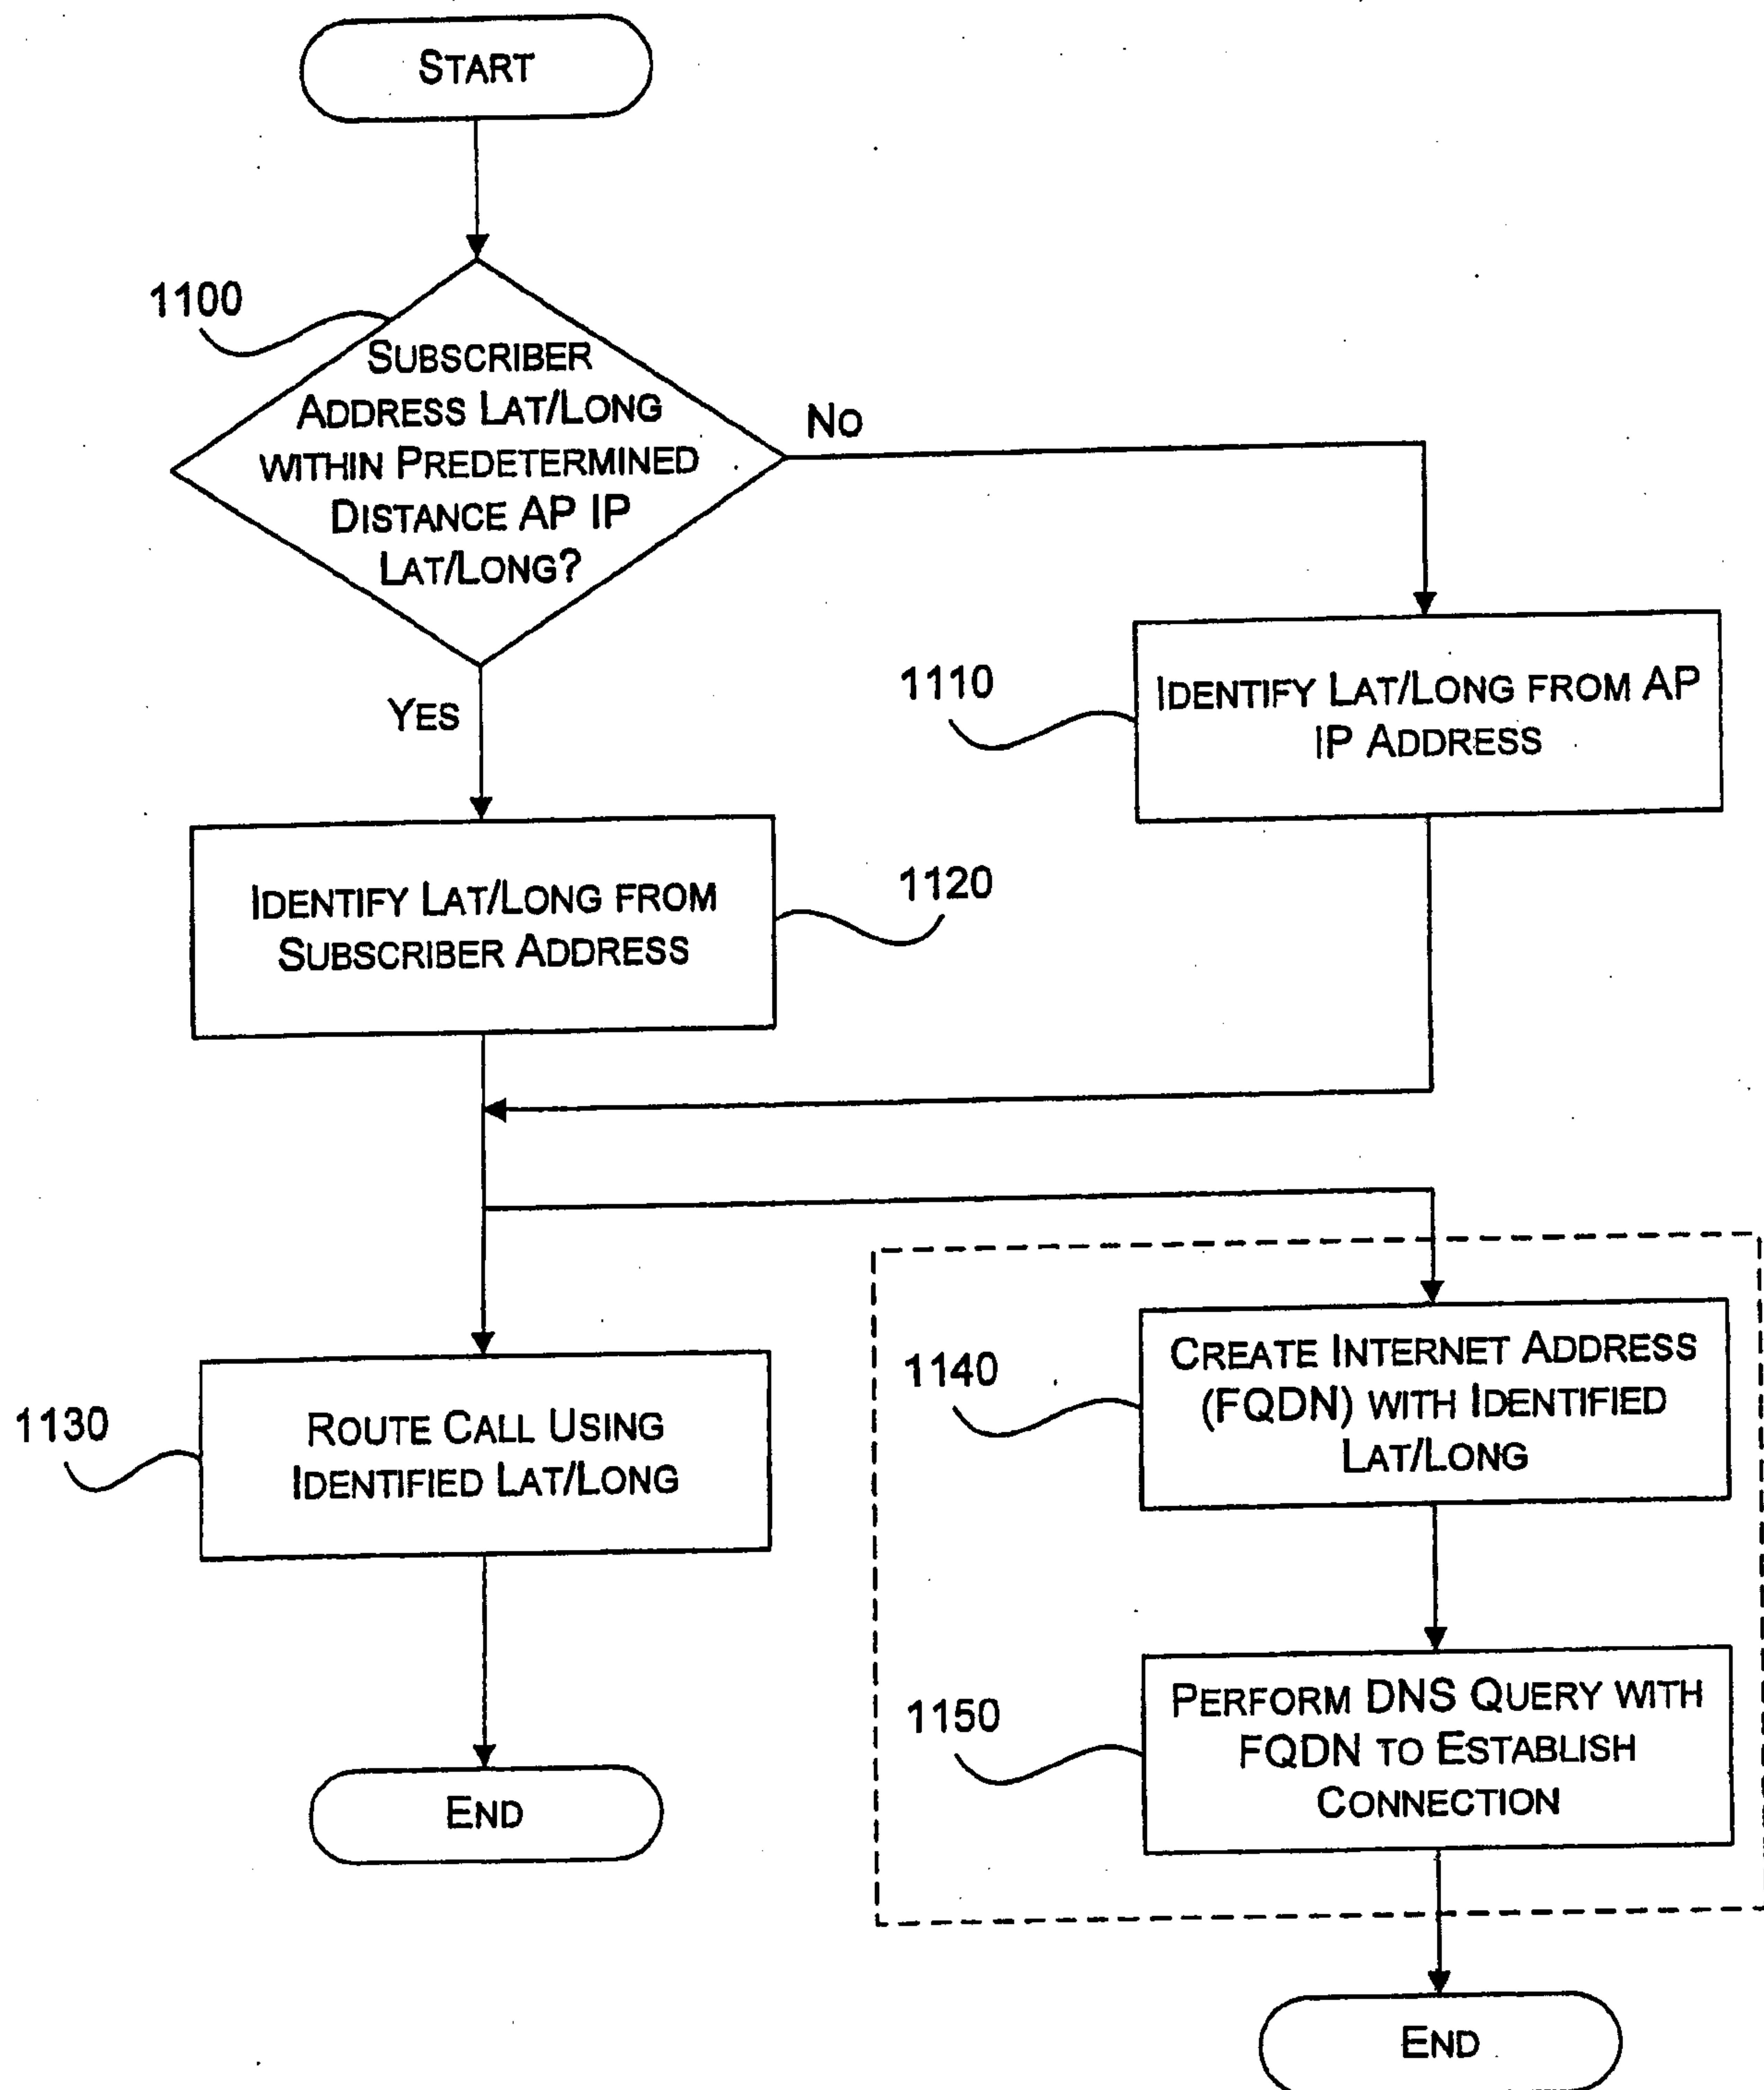 START
1100
SUBSCRIBER
ADDRESS LAT/LONG
WITHIN PREDETERMINED
DISTANCE AP IP
LAT/LONG?
NO
YES
1110
IDENTIFY LAT/LONG FROM AP
IP ADDRESS
IDENTIFY LAT/LONG FROM
SUBSCRIBER ADDRESS
1120
1130
ROUTE CALL USING
IDENTIFIED LAT/LONG
END
1140
CREATE INTERNET ADDRESS
(FQDN) WITH IDENTIFIED
LAT/LONG
1150
PERFORM DNS QUERY WITH
FQDN TO ESTABLISH
CONNECTION
END